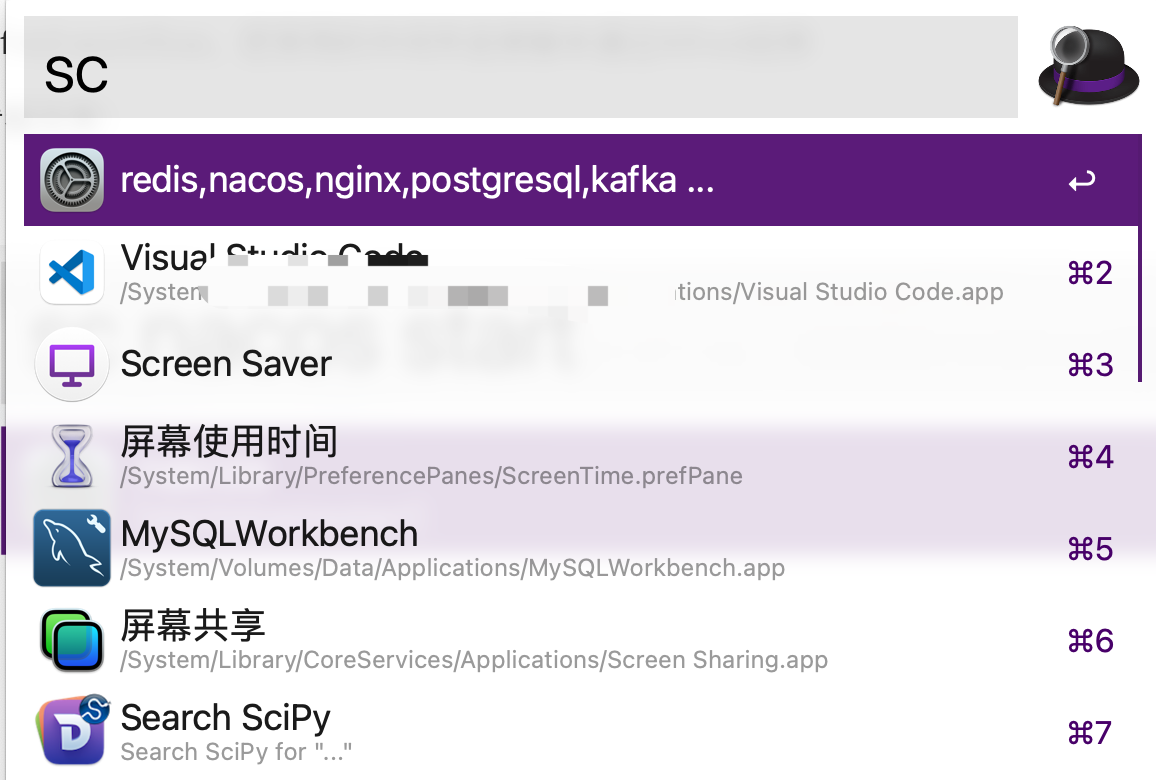 SC
redis,nacos,nginx,postgresql,kafka ...
Visual Studio Code
/System
tions/Visual Studio Code.app
⌘2
sc nacos start
Screen Saver
⌘3
屏幕使用时间
/System/Library/PreferencePanes/ScreenTime.prefPane
⌘4
MySQLWorkbench
/System/Volumes/Data/Applications/MySQLWorkbench.app
⌘5
屏幕共享
/System/Library/CoreServices/Applications/Screen Sharing.app
⌘6
Search SciPy
Search SciPy for "..."
⌘7